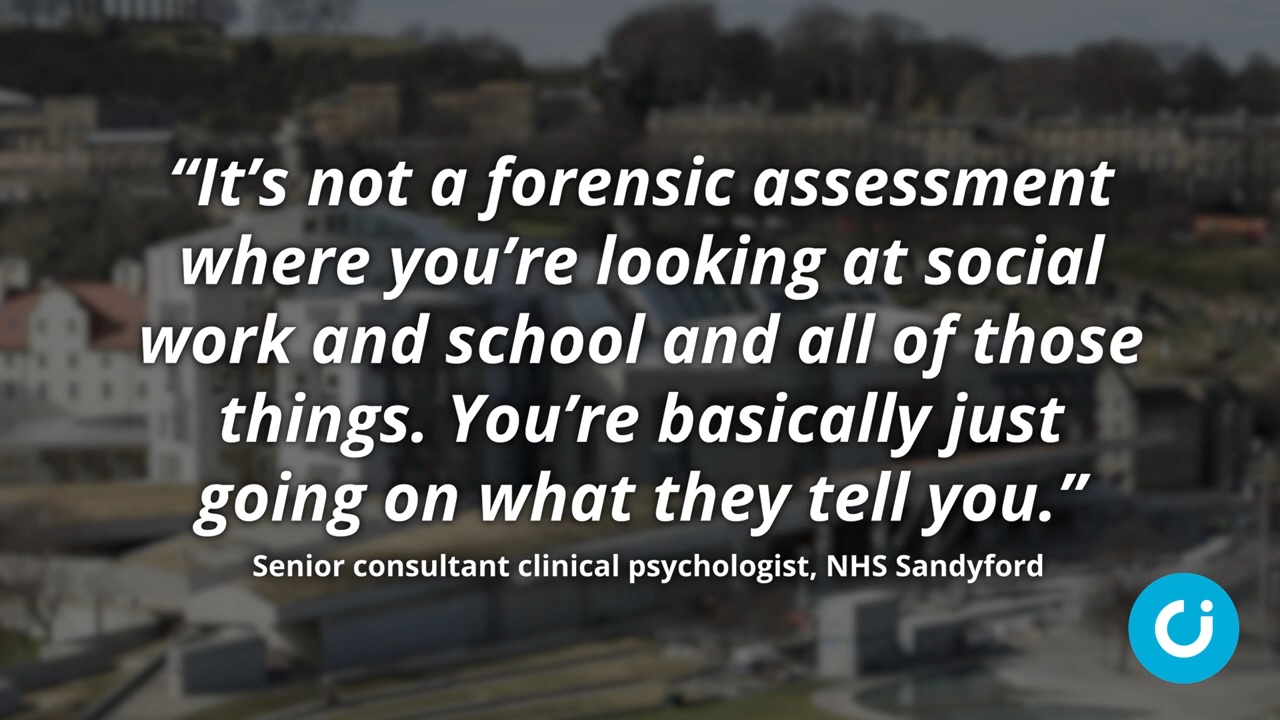 “It’s not a forensic assessment
where you’re looking at social
work and school and all of those
things. You’re basically just
going on what they tell you.”
Senior consultant clinical psychologist, NHS Sandyford